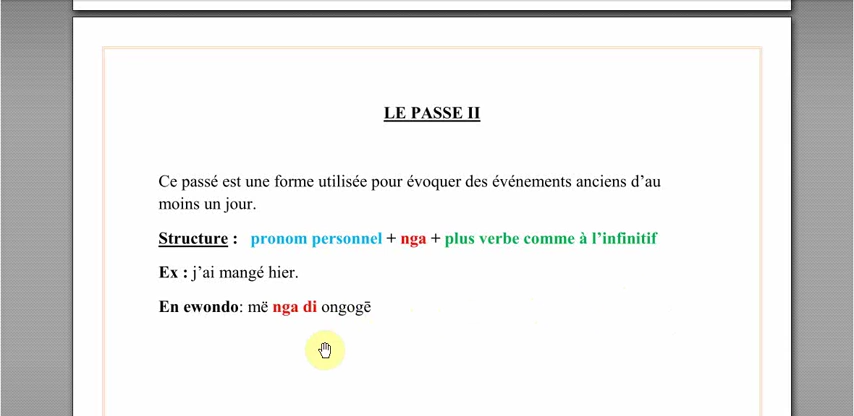 LE PASSE II
Ce passé est une forme utilisée pour évoquer des événements anciens d’au
moins un jour.
Structure : pronom personnel + nga + plus verbe comme à l’infinitif
Ex : j’ai mangé hier.
En ewondo: më nga di ongogē